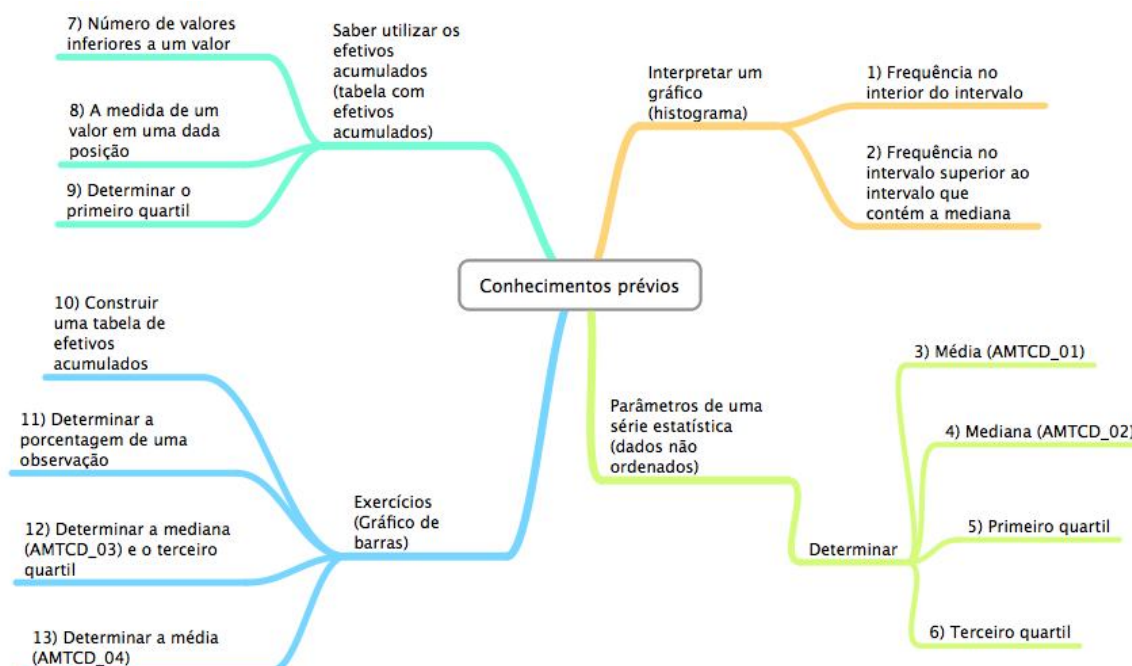 7) Número de valores
inferiores a um valor
8) A medida de um
valor em uma dada
posição
9) Determinar o
primeiro quartil
Saber utilizar os
efetivos
acumulados
(tabela com
efetivos
acumulados)
Interpretar um
gráfico
(histograma)
1) Frequência no
interior do intervalo
2) Frequência no
intervalo superior ao
intervalo que
contém a mediana
Conhecimentos prévios
10) Construir
uma tabela de
efetivos
acumulados
11) Determinar a
porcentagem de uma
observação
12) Determinar a mediana
(AMTCD_03) e o terceiro
quartil
13) Determinar a média
(AMTCD_04)
Exercícios
(Gráfico de
barras)
Parâmetros de uma
série estatística
(dados não
ordenados)
Determinar
3) Média (AMTCD_01)
4) Mediana (AMTCD_02)
5) Primeiro quartil
6) Terceiro quartil